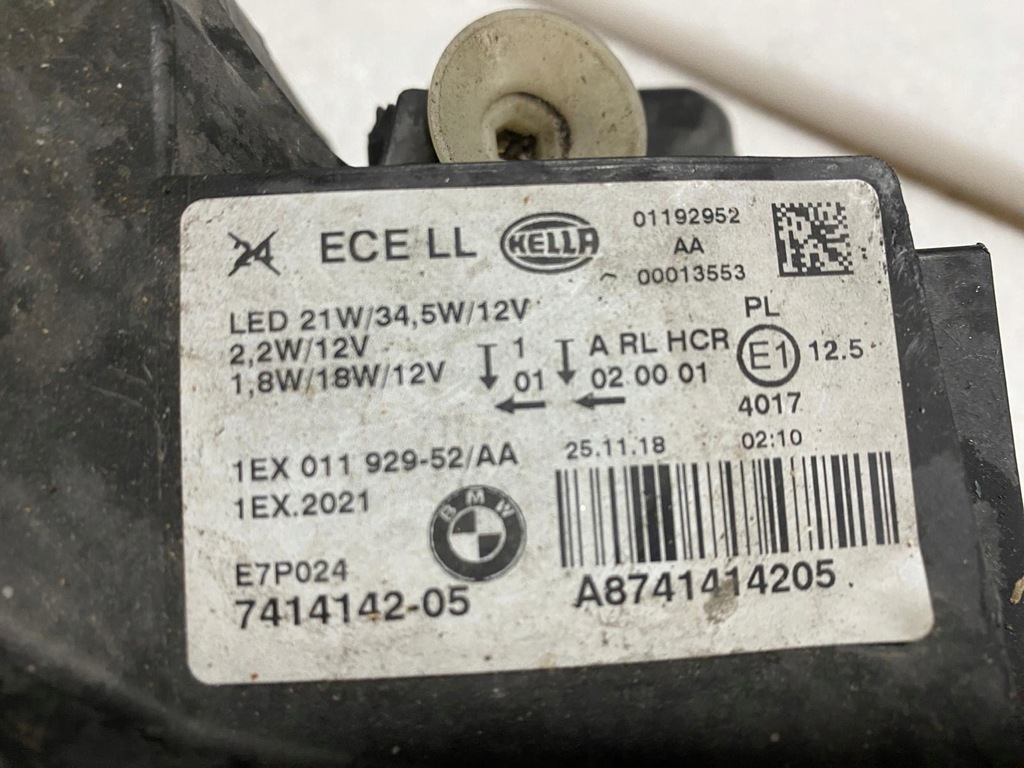 24 ECE LL HELLA 01192952
AA
~ 00013553
LED 21W/34,5W/12V PL
2,2W/12V 1 A RL HCR E1 12.5
1,8W/18W/12V 01 02 00 01
4017
1EX 011 929-52/AA 25.11.18 02:10
1EX.2021
BMW
E7P024
7414142-05 A8741414205